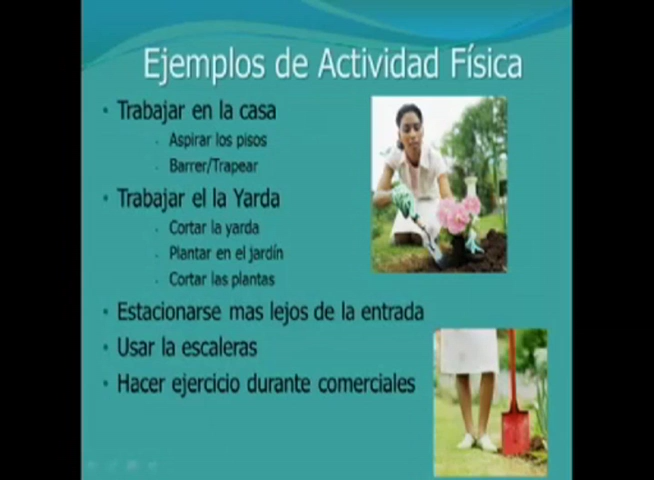 Ejemplos de Actividad Física
Trabajar en la casa
Aspirar los pisos
Barrer/Trapear
Trabajar el la Yarda
Cortar la yarda
Plantar en el jardín
Cortar las plantas
Estacionarse mas lejos de la entrada
Usar la escaleras
Hacer ejercicio durante comerciales